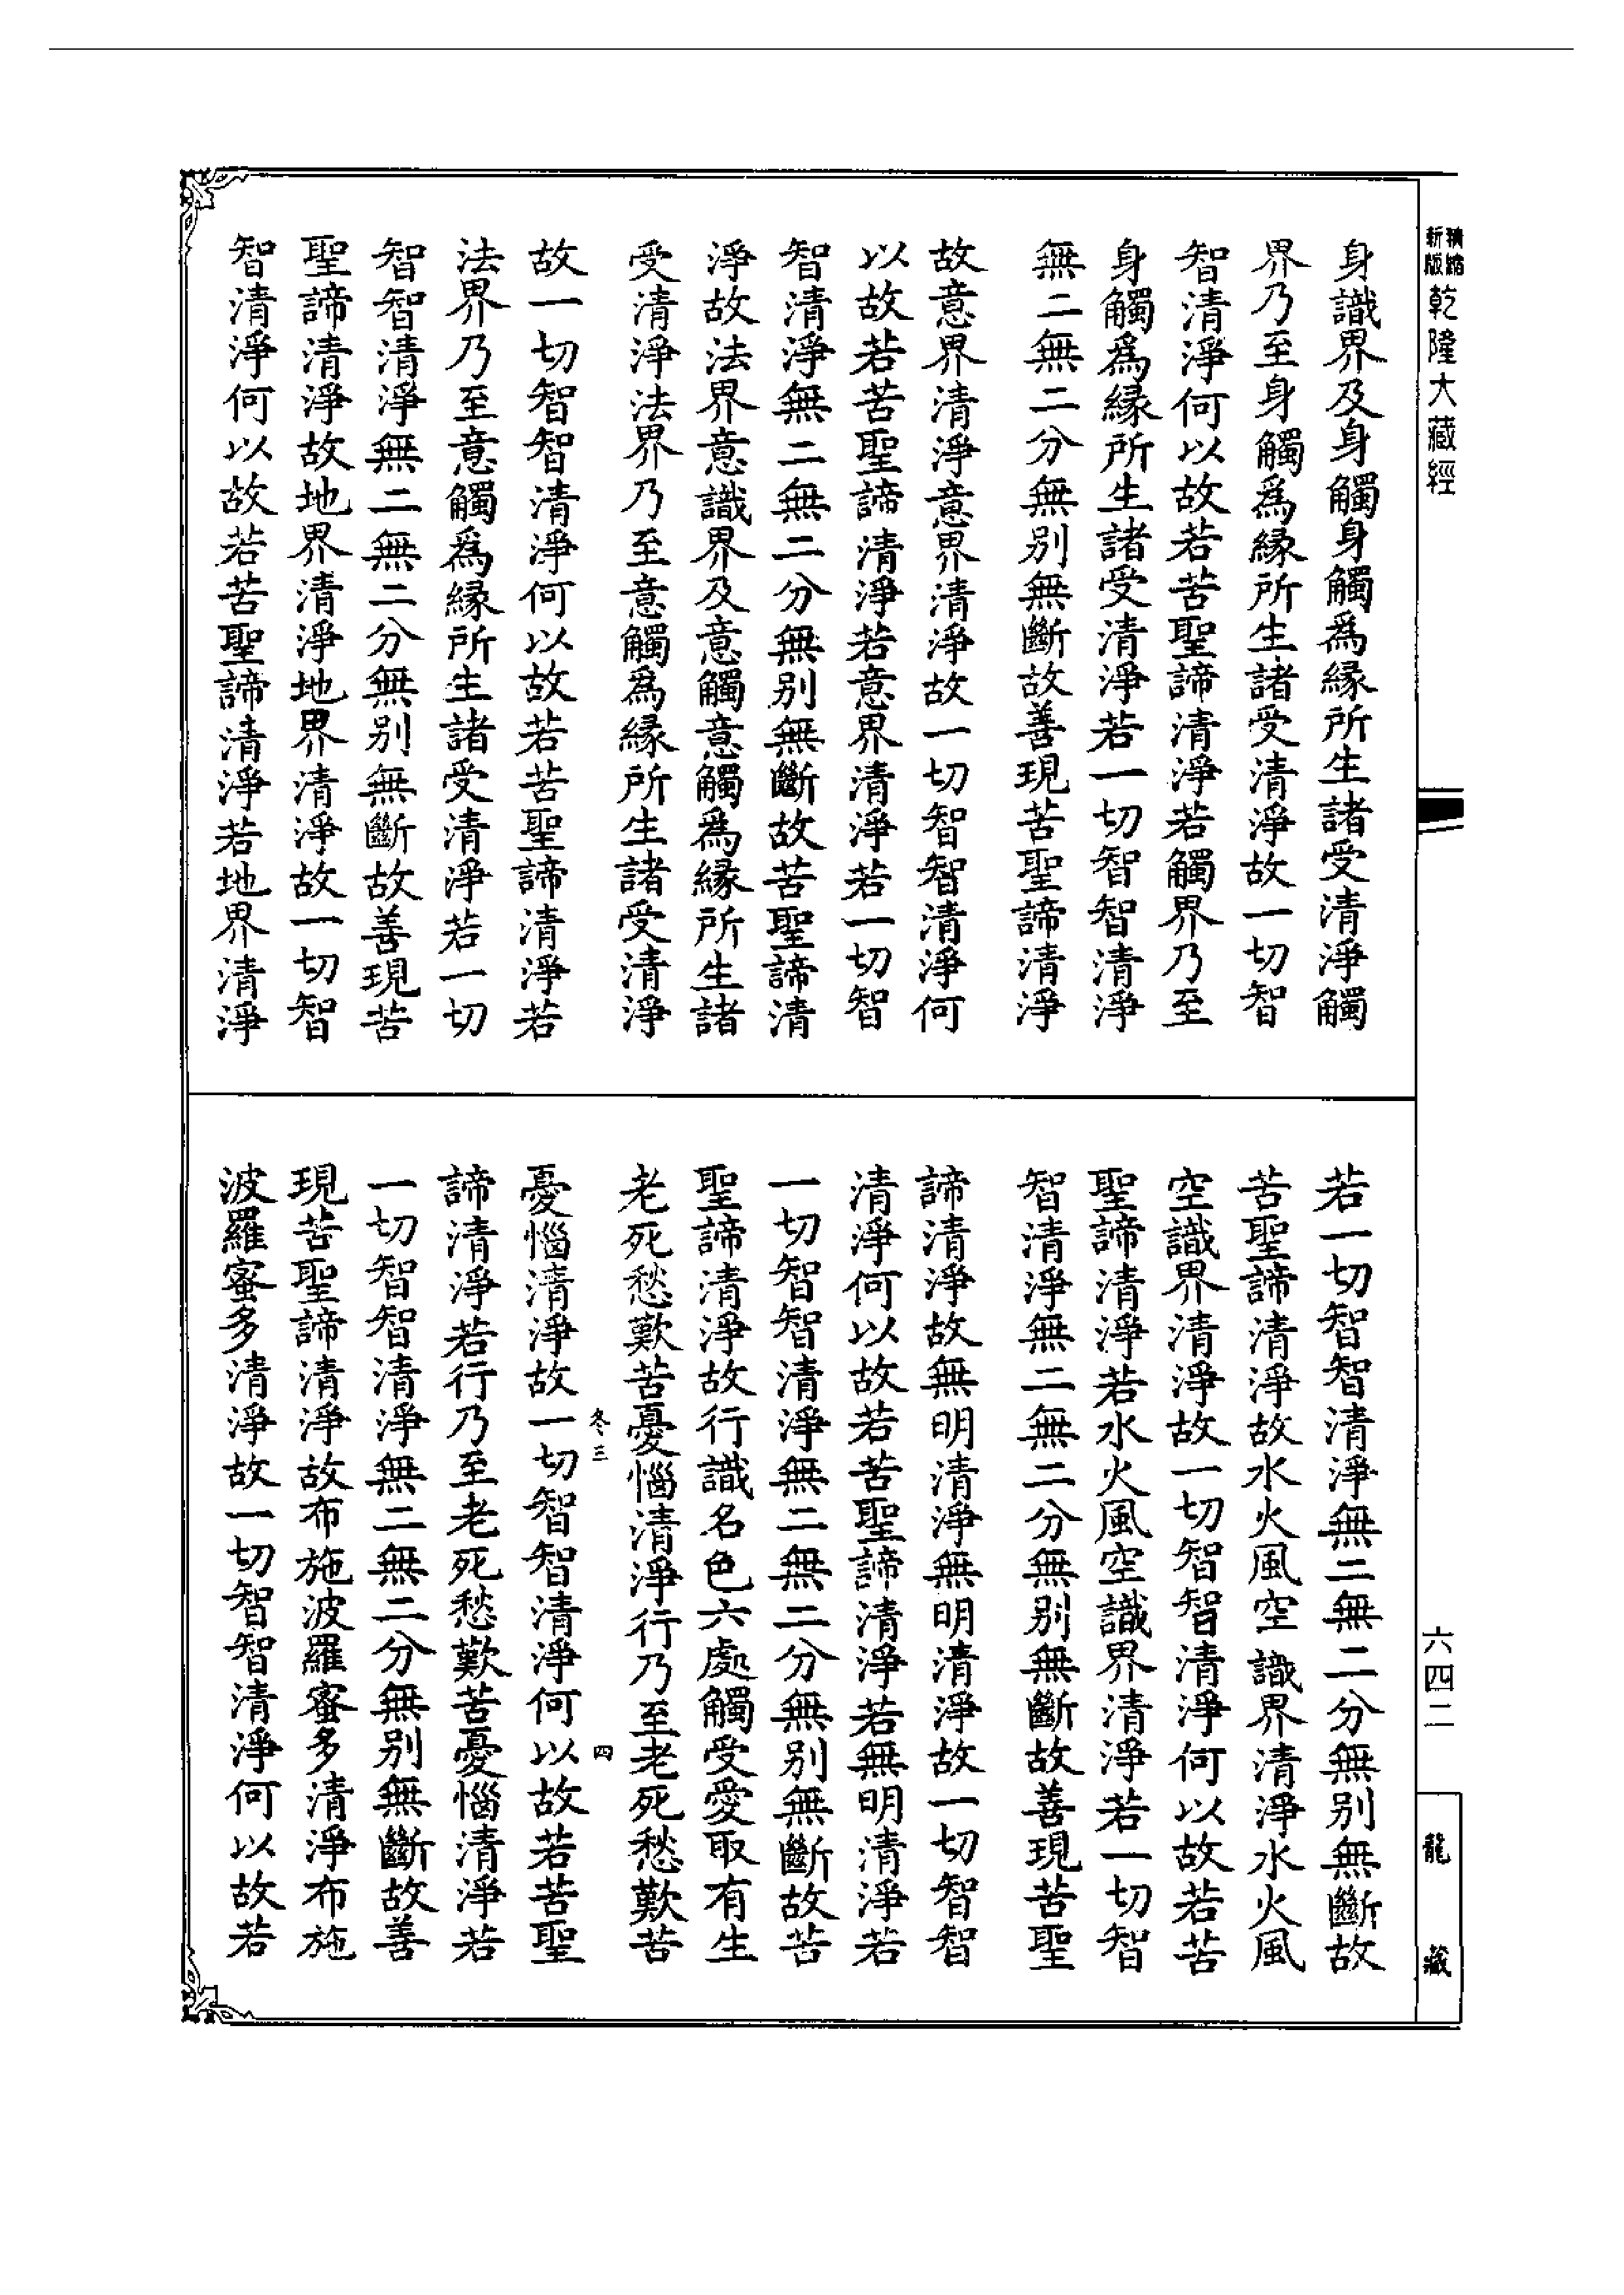 精縮新版乾隆大藏經
六四二
龍藏
身識界及身觸身觸爲縁所生諸受清淨觸
界乃至身觸爲縁所生諸受清淨故一切智
智清淨何以故若苦聖諦清淨若觸界乃至
身觸爲縁所生諸受清淨若一切智智清淨
無二無二分無别無斷故善現苦聖諦清淨
故意界清淨意界清淨故一切智智清淨何
以故若苦聖諦清淨若意界清淨若一切智
智清淨無二無二分無别無斷故苦聖諦清
淨故法界意識界及意觸意觸爲縁所生諸
受清淨法界乃至意觸爲縁所生諸受清淨
故一切智智清淨何以故若苦聖諦清淨若
法界乃至意觸爲縁所生諸受清淨若一切
智智清淨無二無二分無别無斷故善現苦
聖諦清淨故地界清淨地界清淨故一切智
智清淨何以故若苦聖諦清淨若地界清淨
若一切智智清淨無二無二分無别無斷故
苦聖諦清淨故水火風空識界清淨水火風
空識界清淨故一切智智清淨何以故若苦
聖諦清淨若水火風空識界清淨若一切智
智清淨無二無二分無别無斷故善現苦聖
諦清淨故無明清淨無明清淨故一切智智
清淨何以故若苦聖諦清淨若無明清淨若
一切智智清淨無二無二分無别無斷故苦
聖諦清淨故行識名色六處觸受愛取有生
老死愁歎苦憂惱清淨行乃至老死愁歎苦
冬三 四
憂惱清淨故一切智智清淨何以故若苦聖
諦清淨若行乃至老死愁歎苦憂惱清淨若
一切智智清淨無二無二分無别無斷故善
現苦聖諦清淨故布施波羅蜜多清淨布施
波羅蜜多清淨故一切智智清淨何以故若